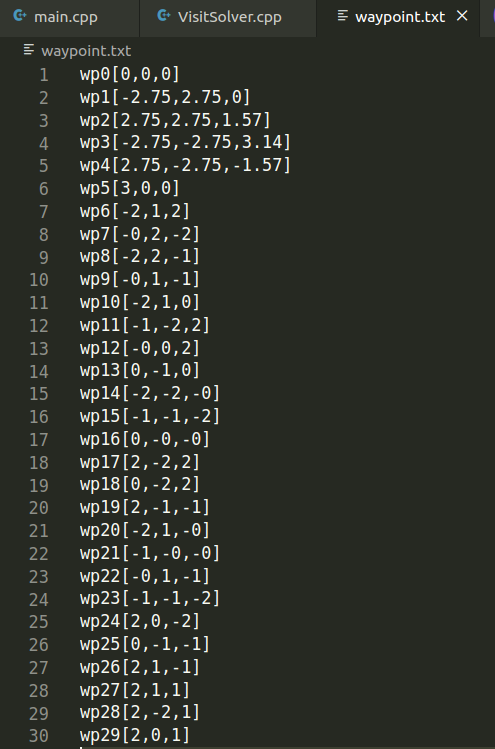 main.cpp VisitSolver.cpp waypoint.txt
waypoint.txt
1 wp0[0,0,0]
2 wp1[-2.75,2.75,0]
3 wp2[2.75,2.75,1.57]
4 wp3[-2.75,-2.75,3.14]
5 wp4[2.75,-2.75,-1.57]
6 wp5[3,0,0]
7 wp6[-2,1,2]
8 wp7[-0,2,-2]
9 wp8[-2,2,-1]
10 wp9[-0,1,-1]
11 wp10[-2,1,0]
12 wp11[-1,-2,2]
13 wp12[-0,0,2]
14 wp13[0,-1,0]
15 wp14[-2,-2,-0]
16 wp15[-1,-1,-2]
17 wp16[0,-0,-0]
18 wp17[2,-2,2]
19 wp18[0,-2,2]
20 wp19[2,-1,-1]
21 wp20[-2,1,-0]
22 wp21[-1,-0,-0]
23 wp22[-0,1,-1]
24 wp23[-1,-1,-2]
25 wp24[2,0,-2]
26 wp25[0,-1,-1]
27 wp26[2,1,-1]
28 wp27[2,1,1]
29 wp28[2,-2,1]
30 wp29[2,0,1]